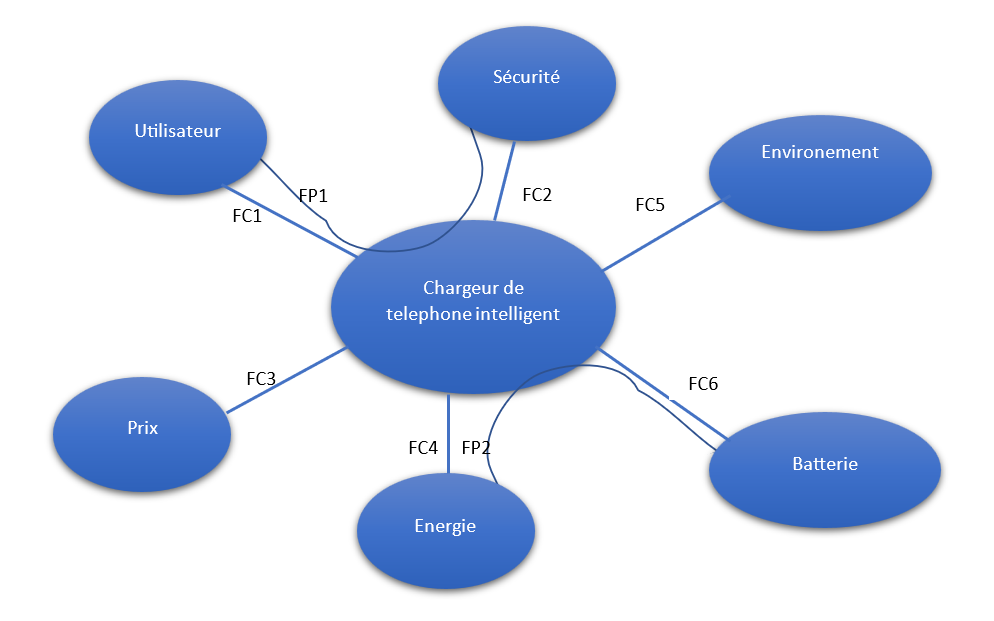 Sécurité
Utilisateur
Environement
FP1
FC2
FC5
FC1
Chargeur de
telephone intelligent
FC3
FC6
Prix
FC4
FP2
Batterie
Energie